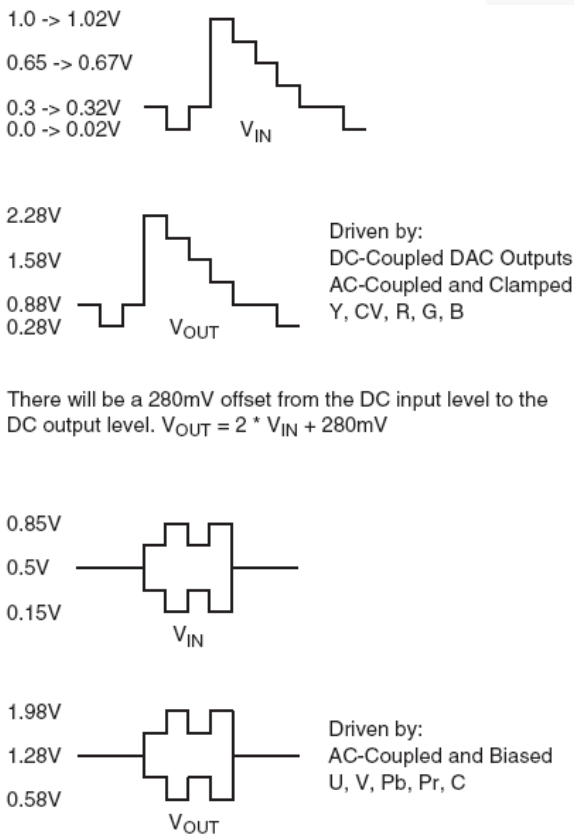 1.0 -> 1.02V
0.65 -> 0.67V
0.3 -> 0.32V
0.0 -> 0.02V
VIN
2.28V
1.58V
0.88V
0.28V
VOUT
Driven by:
DC-Coupled DAC Outputs
AC-Coupled and Clamped
Y, CV, R, G, B
There will be a 280mV offset from the DC input level to the
DC output level. VOUT = 2 * VIN + 280mV
0.85V
0.5V
0.15V
VIN
1.98V
1.28V
0.58V
VOUT
Driven by:
AC-Coupled and Biased
U, V, Pb, Pr, C